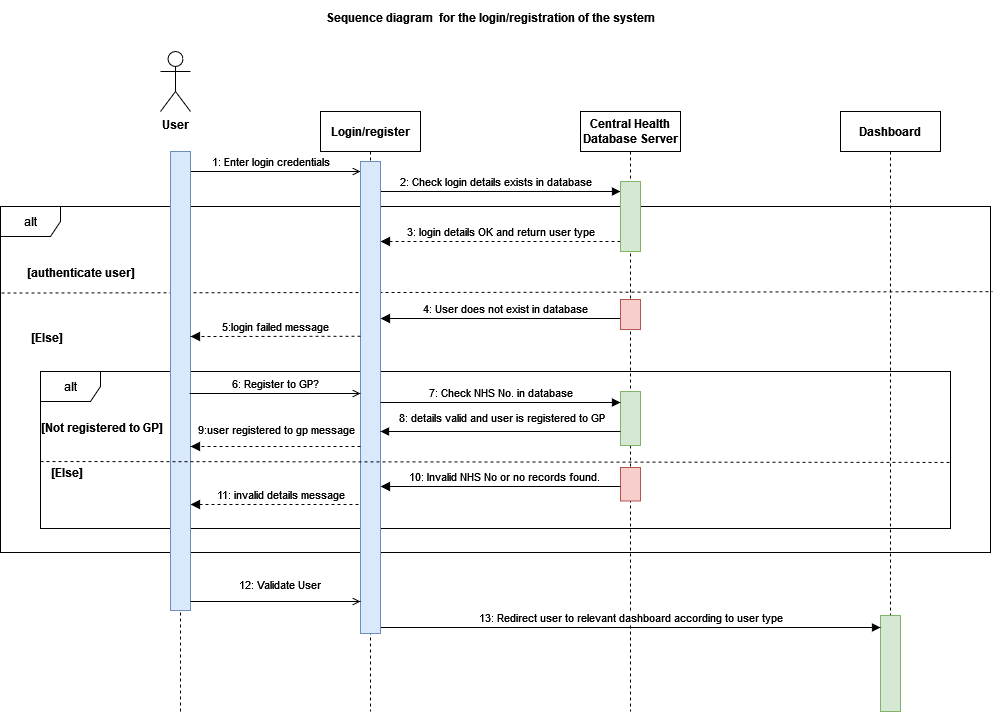 Sequence diagram for the login/registration of the system
User
Login/register
Central Health
Database Server
Dashboard
1: Enter login credentials
2: Check login details exists in database
alt
3: login details OK and return user type
[authenticate user]
4: User does not exist in database
5:login failed message
[Else]
alt
6: Register to GP?
7: Check NHS No. in database
8: details valid and user is registered to GP
[Not registered to GP]
9:user registered to gp message
[Else]
10: Invalid NHS No or no records found.
11: invalid details message
12: Validate User
13: Redirect user to relevant dashboard according to user type